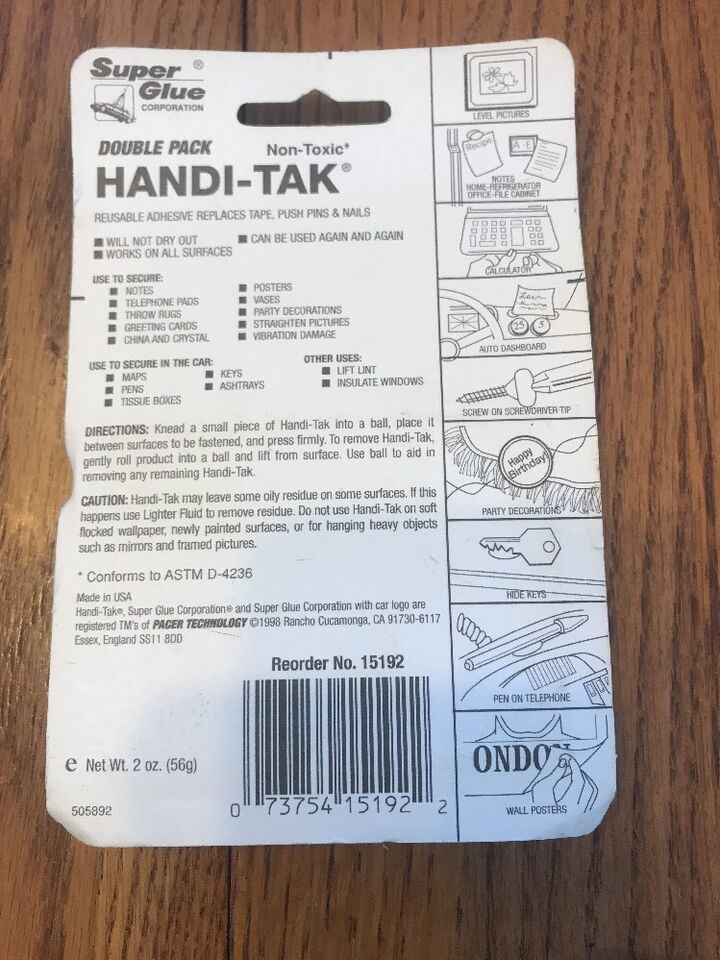 Super ®
Glue
CORPORATION
DOUBLE PACK
Non-Toxic*
HANDI-TAK®
REUSABLE ADHESIVE REPLACES TAPE, PUSH PINS & NAILS
■ WILL NOT DRY OUT
■ CAN BE USED AGAIN AND AGAIN
■ WORKS ON ALL SURFACES
USE TO SECURE:
■ NOTES
■ TELEPHONE PADS
■ THROW RUGS
■ GREETING CARDS
■ CHINA AND CRYSTAL
■ POSTERS
■ VASES
■ PARTY DECORATIONS
■ STRAIGHTEN PICTURES
■ VIBRATION DAMAGE
USE TO SECURE IN THE CAR:
■ MAPS
■ PENS
■ TISSUE BOXES
■ KEYS
■ ASHTRAYS
OTHER USES:
■ LIFT LINT
■ INSULATE WINDOWS
DIRECTIONS: Knead a small piece of Handi-Tak into a ball, place it
between surfaces to be fastened, and press firmly. To remove Handi-Tak,
gently roll product into a ball and lift from surface. Use ball to aid in
removing any remaining Handi-Tak.
CAUTION: Handi-Tak may leave some oily residue on some surfaces. If this
happens use Lighter Fluid to remove residue. Do not use Handi-Tak on soft
flocked wallpaper, newly painted surfaces, or for hanging heavy objects
such as mirrors and framed pictures.
* Conforms to ASTM D-4236
Made in USA
Handi-Tak®, Super Glue Corporation® and Super Glue Corporation with car logo are
registered TM's of PACER TECHNOLOGY ©1998 Rancho Cucamonga, CA 91730-6117
Essex, England SS11 8DD
Reorder No. 15192
e Net Wt. 2 oz. (56g)
505892
0 73754 15192 2
LEVEL PICTURES
Recipe
A - E
NOTES
HOME-REFRIGERATOR
OFFICE-FILE CABINET
CALCULATOR
25
5
AUTO DASHBOARD
SCREW ON SCREWDRIVER TIP
Happy
Birthday!
PARTY DECORATIONS
HIDE KEYS
PEN ON TELEPHONE
ONDON
WALL POSTERS